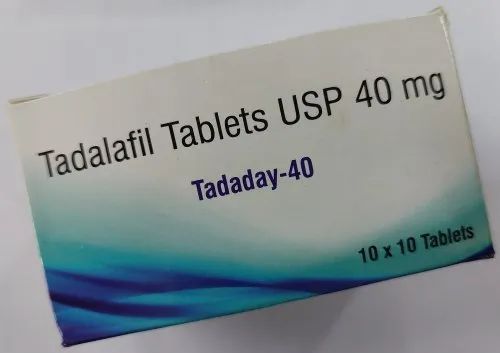 Tadalafil Tablets USP 40 mg
Tadaday-40
10 x 10 Tablets